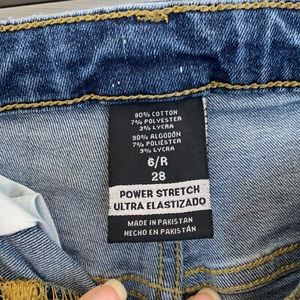 90% COTTON
7% POLYESTER
3% LYCRA
90% ALGODÓN
7% POLIÉSTER
3% LYCRA
6/R
28
POWER STRETCH
ULTRA ELASTIZADO
MADE IN PAKISTAN
HECHO EN PAKISTÁN